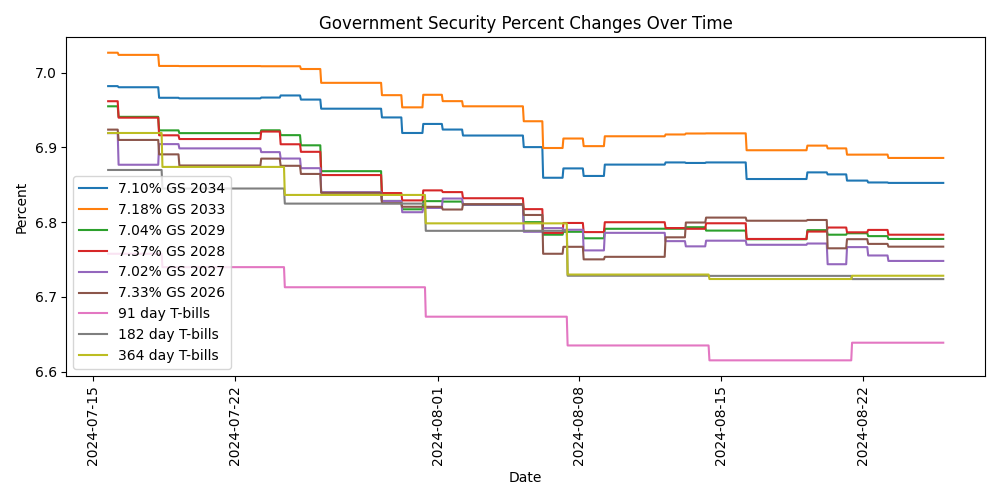 Government Security Percent Changes Over Time
Percent
7.0
6.9
6.8
6.7
6.6
7.10% GS 2034
7.18% GS 2033
7.04% GS 2029
7.37% GS 2028
7.02% GS 2027
7.33% GS 2026
91 day T-bills
182 day T-bills
364 day T-bills
2024-07-15
2024-07-22
2024-08-01
2024-08-08
2024-08-15
2024-08-22
Date